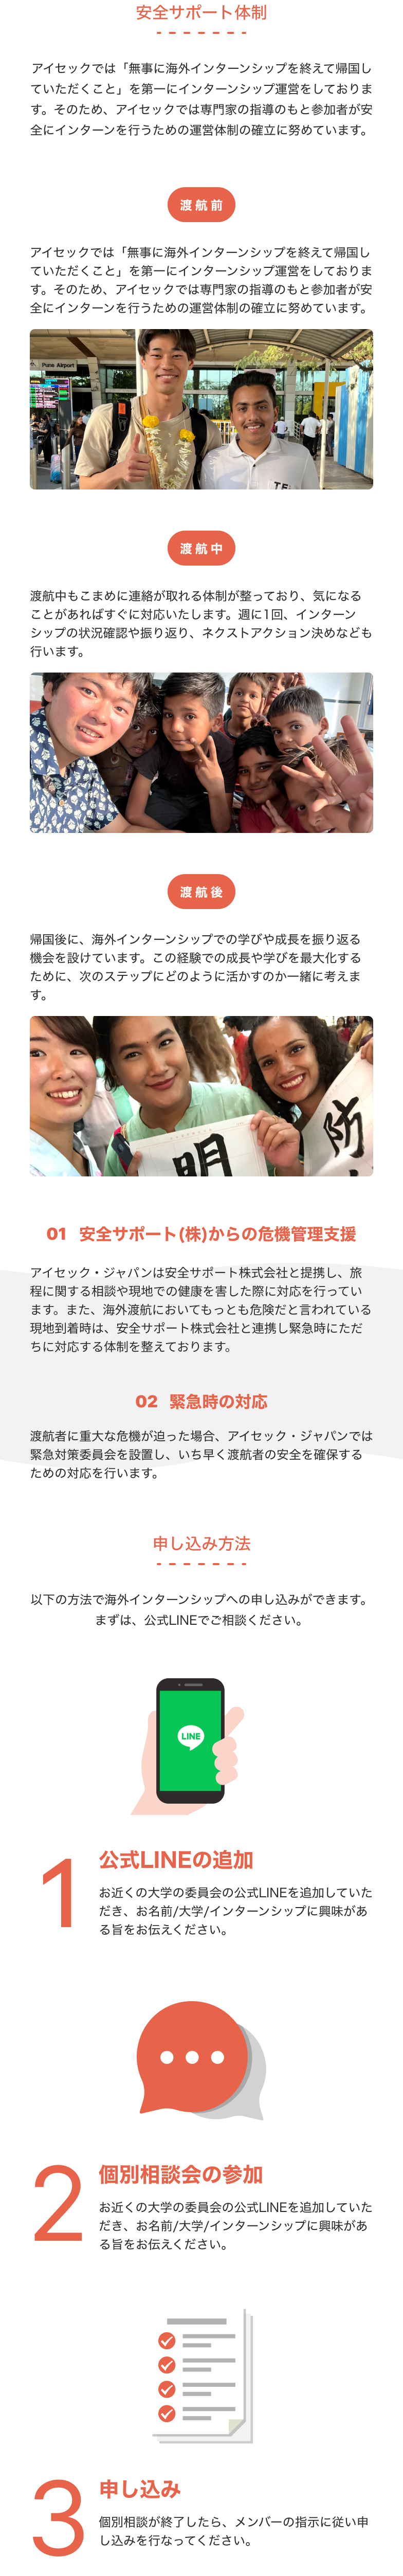 安全サポート体制
アイセックでは「無事に海外インターンシップを終えて帰国し
ていただくこと」を第一にインターンシップ運営をしておりま
す。そのため、アイセックでは専門家の指導のもと参加者が安
全にインターンを行うための運営体制の確立に努めています。
渡航前
アイセックでは「無事に海外インターンシップを終えて帰国し
ていただくこと」を第一にインターンシップ運営をしておりま
す。そのため、アイセックでは専門家の指導のもと参加者が安
全にインターンを行うための運営体制の確立に努めています。
Pune Airport
渡航中
渡航中もこまめに連絡が取れる体制が整っており、気になる
ことがあればすぐに対応いたします。週に1回、インターン
シップの状況確認や振り返り、ネクストアクション決めなども
行います。
渡航後
帰国後に、海外インターンシップでの学びや成長を振り返る
機会を設けています。この経験での成長や学びを最大化する
ために、次のステップにどのように活かすのか一緒に考えま
す。
明
防
01 安全サポート(株)からの危機管理支援
アイセック・ジャパンは安全サポート株式会社と提携し、旅
程に関する相談や現地での健康を害した際に対応を行ってい
ます。また、海外渡航においてもっとも危険だと言われている
現地到着時は、安全サポート株式会社と連携し緊急時にただ
ちに対応する体制を整えております。
02 緊急時の対応
渡航者に重大な危機が迫った場合、アイセック・ジャパンでは
緊急対策委員会を設置し、いち早く渡航者の安全を確保する
ための対応を行います。
申し込み方法
以下の方法で海外インターンシップへの申し込みができます。
まずは、公式LINEでご相談ください。
LINE
1 公式LINEの追加
お近くの大学の委員会の公式LINEを追加していた
だき、お名前/大学/インターンシップに興味があ
る旨をお伝えください。
2 個別相談会の参加
お近くの大学の委員会の公式LINEを追加していた
だき、お名前/大学/インターンシップに興味があ
る旨をお伝えください。
3 申し込み
個別相談が終了したら、メンバーの指示に従い申
し込みを行なってください。